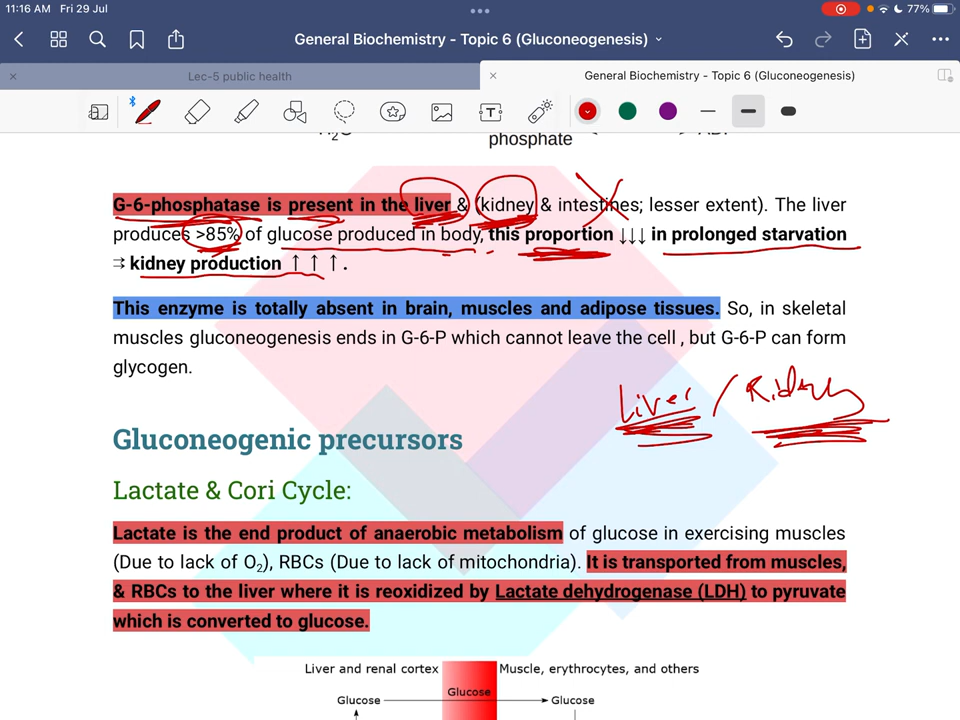 11:16 AM Fri 29 Jul
77%
General Biochemistry - Topic 6 (Gluconeogenesis)
Lec-5 public health
General Biochemistry - Topic 6 (Gluconeogenesis)
phosphate
G-6-phosphatase is present in the liver & (kidney & intestines; lesser extent). The liver
produces >85% of glucose produced in body, this proportion ↓↓↓ in prolonged starvation
⇒ kidney production ↑ ↑ ↑ .
This enzyme is totally absent in brain, muscles and adipose tissues. So, in skeletal
muscles gluconeogenesis ends in G-6-P which cannot leave the cell , but G-6-P can form
glycogen.
Liver / Kidney
Gluconeogenic precursors
Lactate & Cori Cycle:
Lactate is the end product of anaerobic metabolism of glucose in exercising muscles
(Due to lack of O₂), RBCs (Due to lack of mitochondria). It is transported from muscles,
& RBCs to the liver where it is reoxidized by Lactate dehydrogenase (LDH) to pyruvate
which is converted to glucose.
Liver and renal cortex Muscle, erythrocytes, and others
Glucose Glucose Glucose